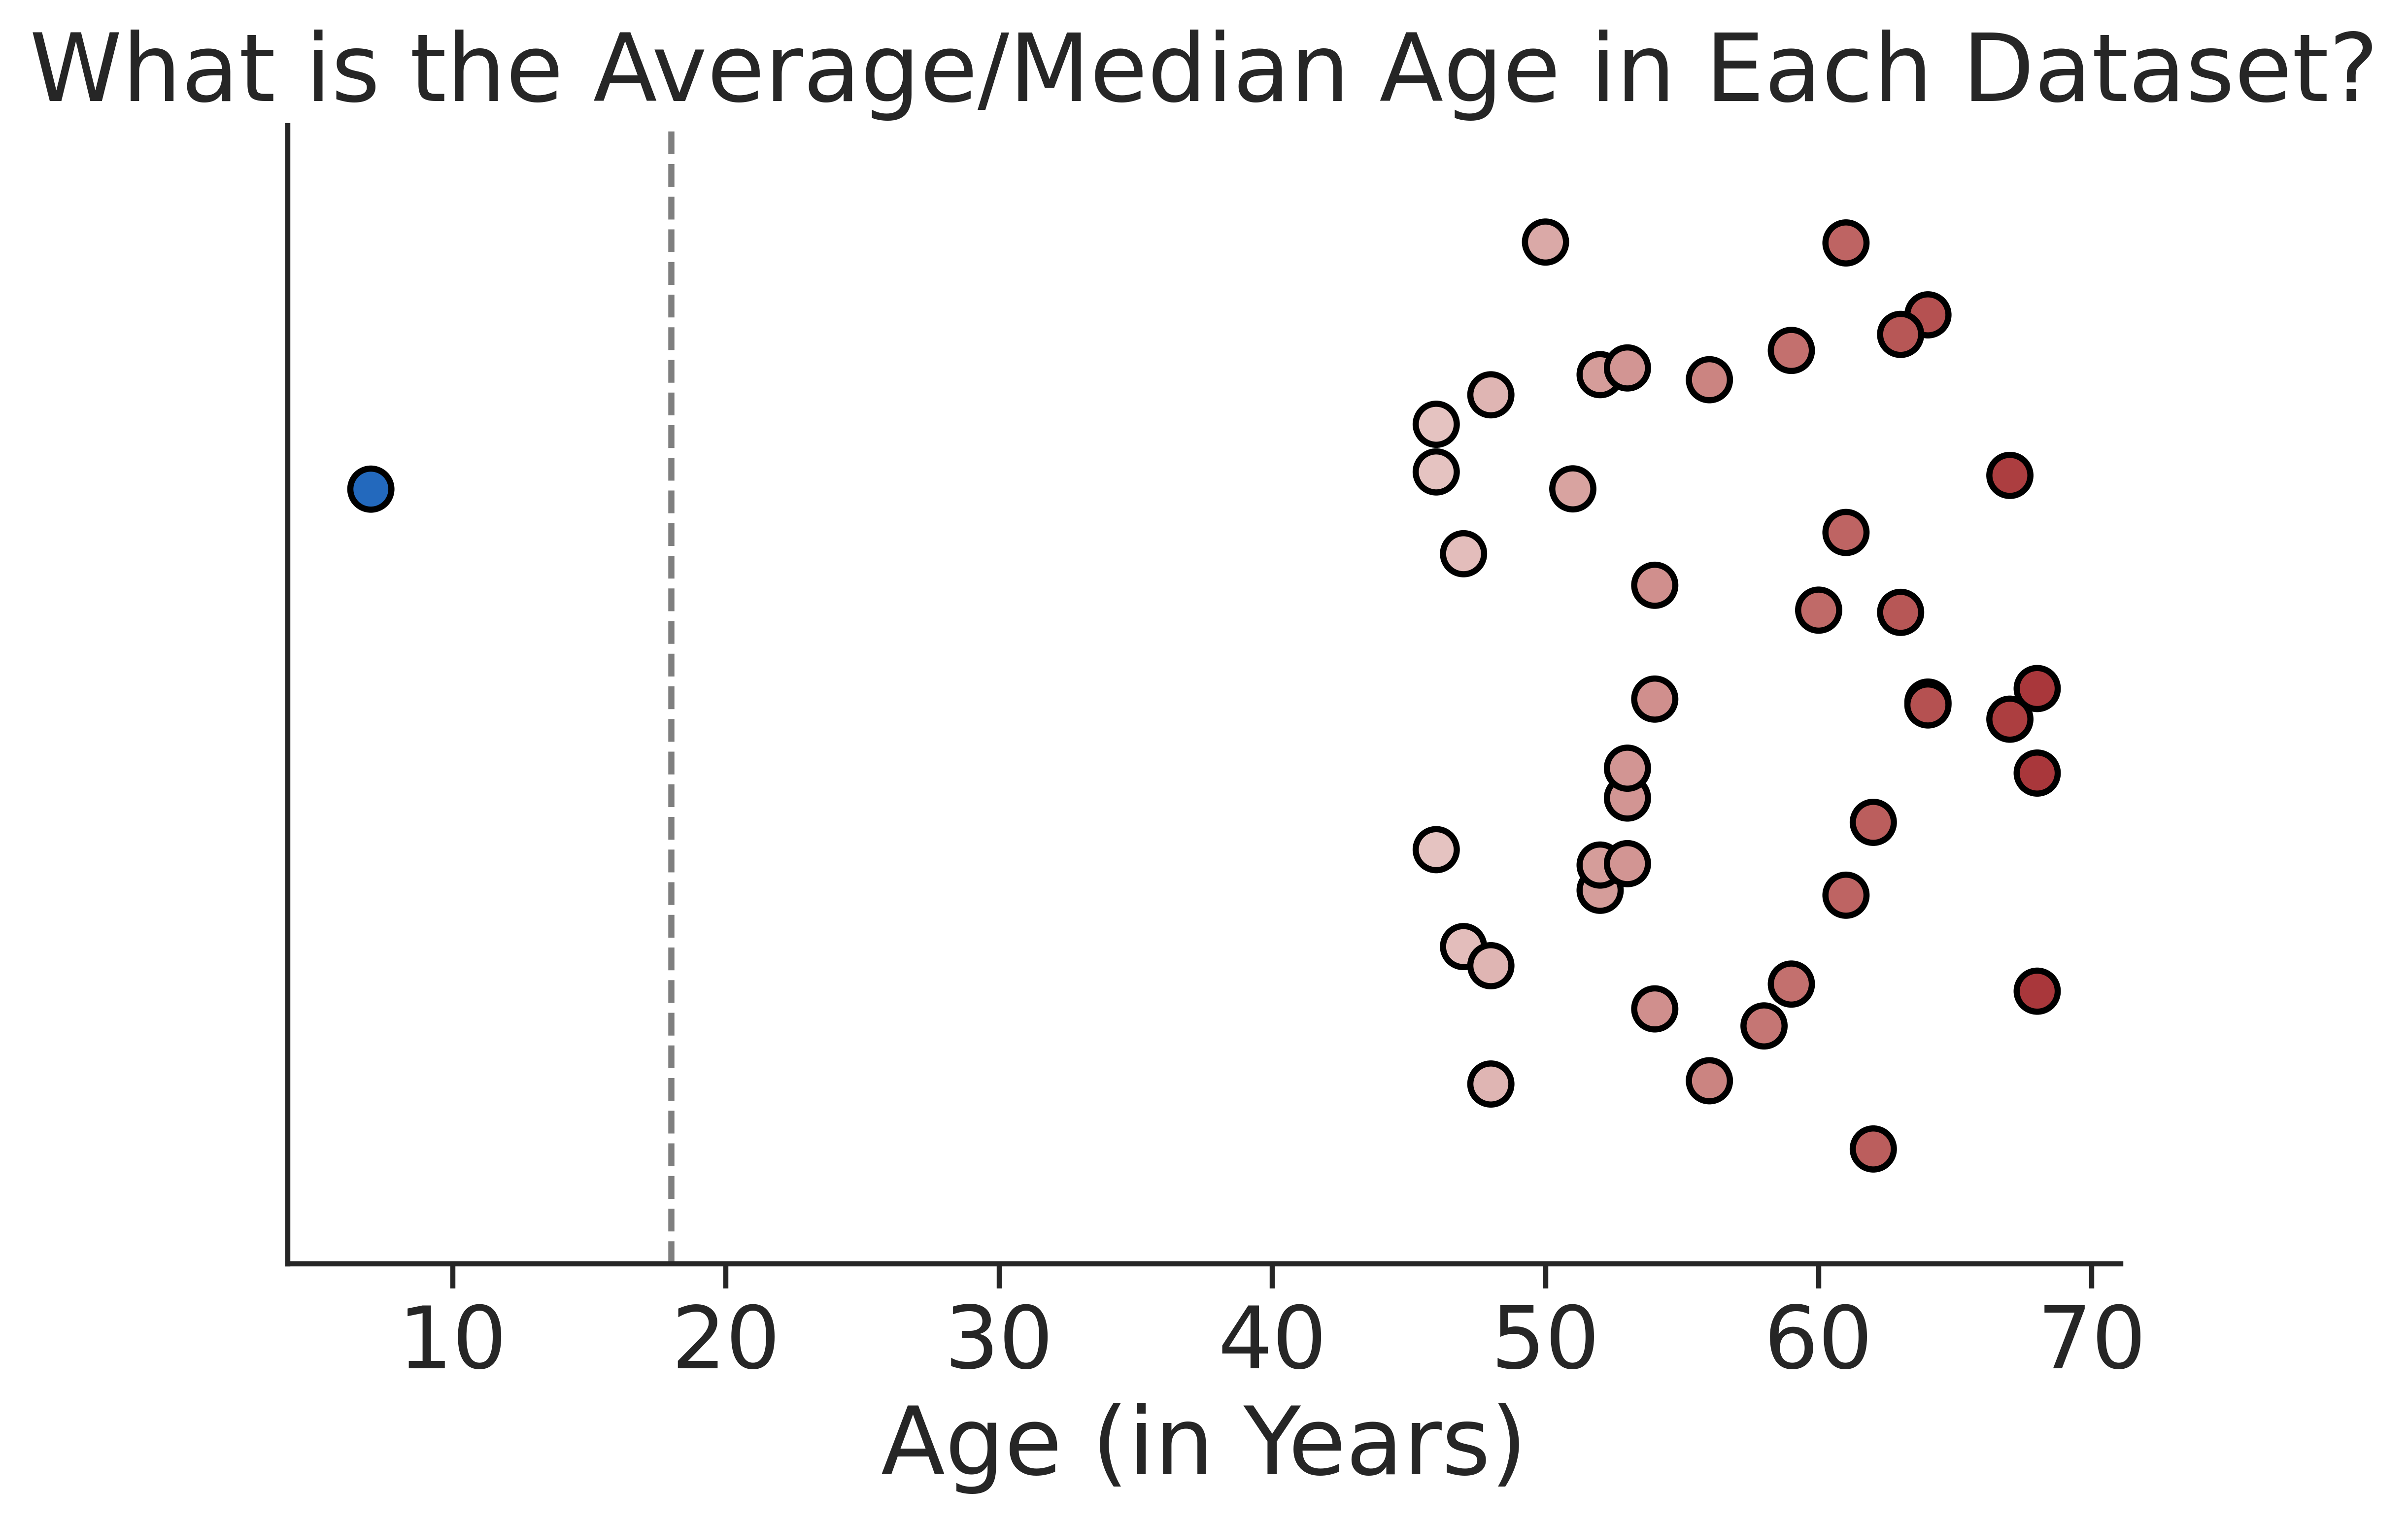 What is the Average/Median Age in Each Dataset?
10 20 30 40 50 60 70
Age (in Years)